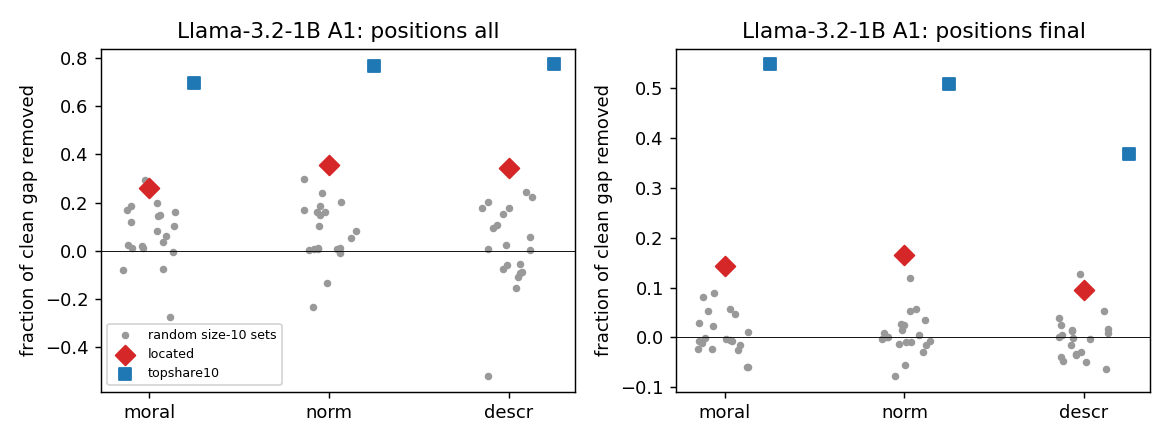 Llama-3.2-1B A1: positions all
fraction of clean gap removed
0.8
0.6
0.4
0.2
0.0
−0.2
−0.4
random size-10 sets
located
topshare10
moral norm descr
Llama-3.2-1B A1: positions final
fraction of clean gap removed
0.5
0.4
0.3
0.2
0.1
0.0
−0.1
moral norm descr